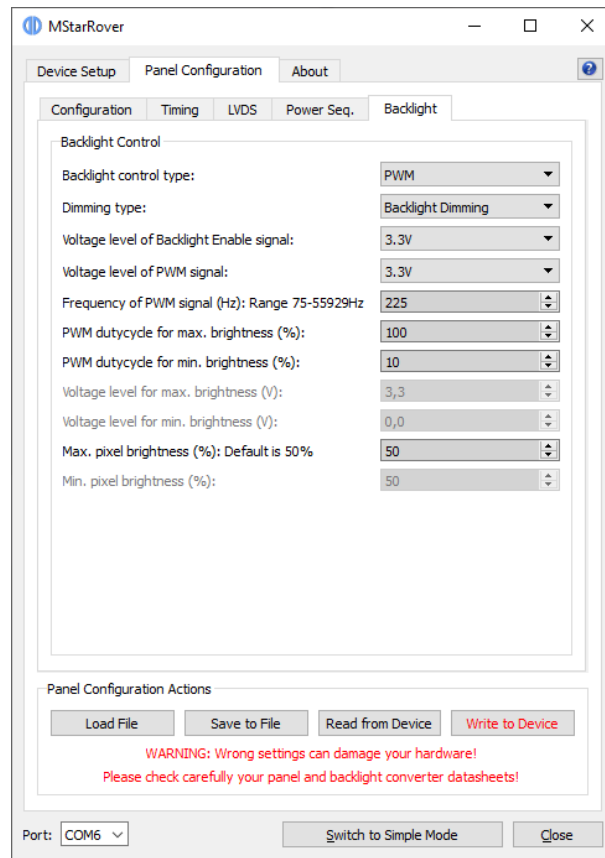 MStarRover
Device Setup Panel Configuration About
Configuration Timing LVDS Power Seq. Backlight
Backlight Control
Backlight control type: PWM
Dimming type: Backlight Dimming
Voltage level of Backlight Enable signal: 3.3V
Voltage level of PWM signal: 3.3V
Frequency of PWM signal (Hz): Range 75-55929Hz 225
PWM dutycycle for max. brightness (%): 100
PWM dutycycle for min. brightness (%): 10
Voltage level for max. brightness (V): 3,3
Voltage level for min. brightness (V): 0,0
Max. pixel brightness (%): Default is 50% 50
Min. pixel brightness (%): 50
Panel Configuration Actions
Load File Save to File Read from Device Write to Device
WARNING: Wrong settings can damage your hardware!
Please check carefully your panel and backlight converter datasheets!
Port: COM6 Switch to Simple Mode Close